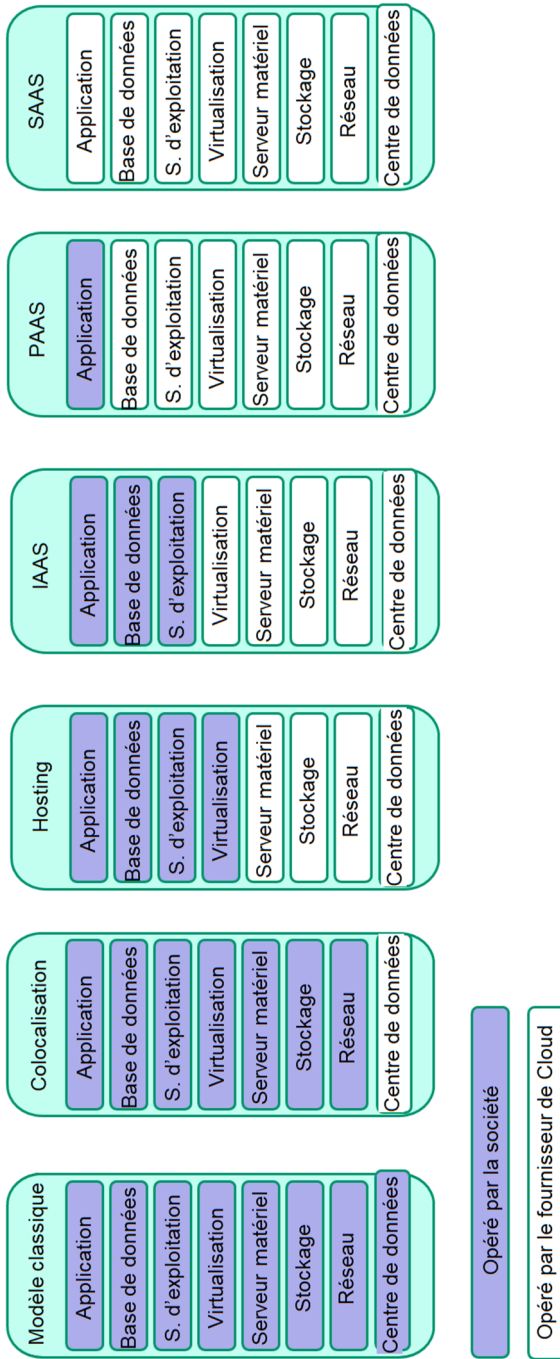 Modèle classique
Application
Base de données
S. d'exploitation
Virtualisation
Serveur matériel
Stockage
Réseau
Centre de données
Colocalisation
Application
Base de données
S. d'exploitation
Virtualisation
Serveur matériel
Stockage
Réseau
Centre de données
Hosting
Application
Base de données
S. d'exploitation
Virtualisation
Serveur matériel
Stockage
Réseau
Centre de données
IAAS
Application
Base de données
S. d'exploitation
Virtualisation
Serveur matériel
Stockage
Réseau
Centre de données
PAAS
Application
Base de données
S. d'exploitation
Virtualisation
Serveur matériel
Stockage
Réseau
Centre de données
SAAS
Application
Base de données
S. d'exploitation
Virtualisation
Serveur matériel
Stockage
Réseau
Centre de données
Opéré par la société
Opéré par le fournisseur de Cloud